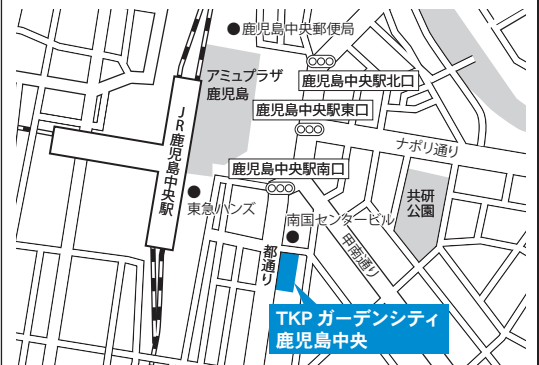 鹿児島中央郵便局
アミュプラザ
鹿児島
鹿児島中央駅北口
鹿児島中央駅東口
ナポリ通り
JR鹿児島中央駅
鹿児島中央駅南口
共研
公園
東急ハンズ
南国センタービル
甲南通り
都通り
TKP ガーデンシティ
鹿児島中央